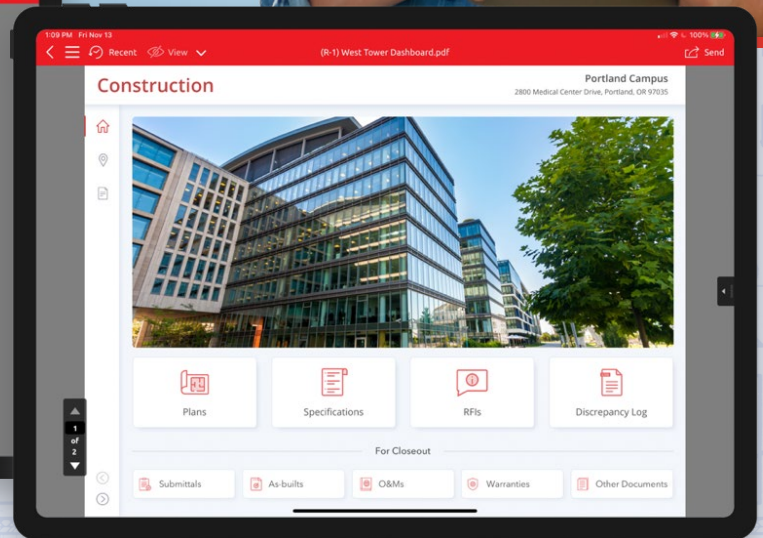 1:09 PM Fri Nov 13 100%
Recent View (R-1) West Tower Dashboard.pdf Send
Construction
Portland Campus
2800 Medical Center Drive, Portland, OR 97035
Plans Specifications RFIs Discrepancy Log
1
of
2
For Closeout
Submittals As-builts O&Ms Warranties Other Documents